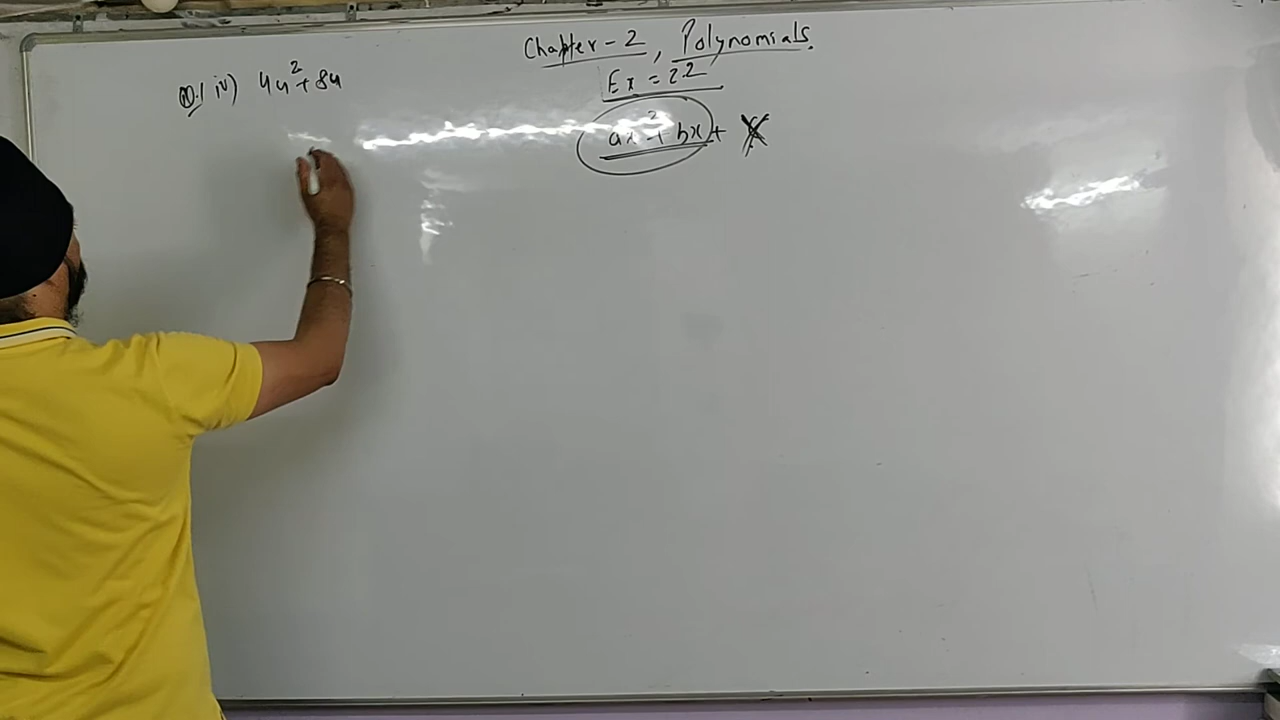 Chapter-2, Polynomials.
Ex = 2.2
Q.1 iv) 4u²+8u
ax²+bx+